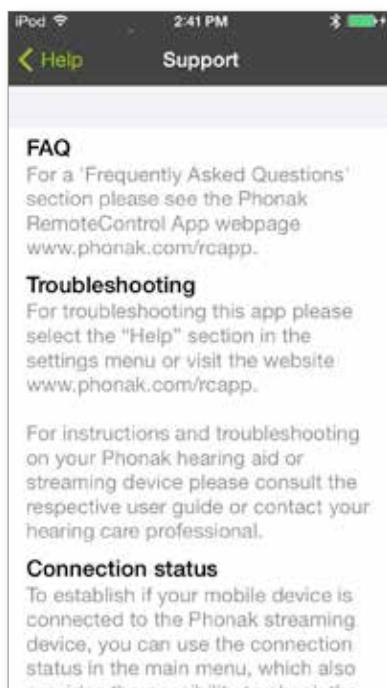 iPod 2:41 PM
Help Support
FAQ
For a 'Frequently Asked Questions'
section please see the Phonak
RemoteControl App webpage
www.phonak.com/rcapp.
Troubleshooting
For troubleshooting this app please
select the "Help" section in the
settings menu or visit the website
www.phonak.com/rcapp.
For instructions and troubleshooting
on your Phonak hearing aid or
streaming device please consult the
respective user guide or contact your
hearing care professional.
Connection status
To establish if your mobile device is
connected to the Phonak streaming
device, you can use the connection
status in the main menu, which also